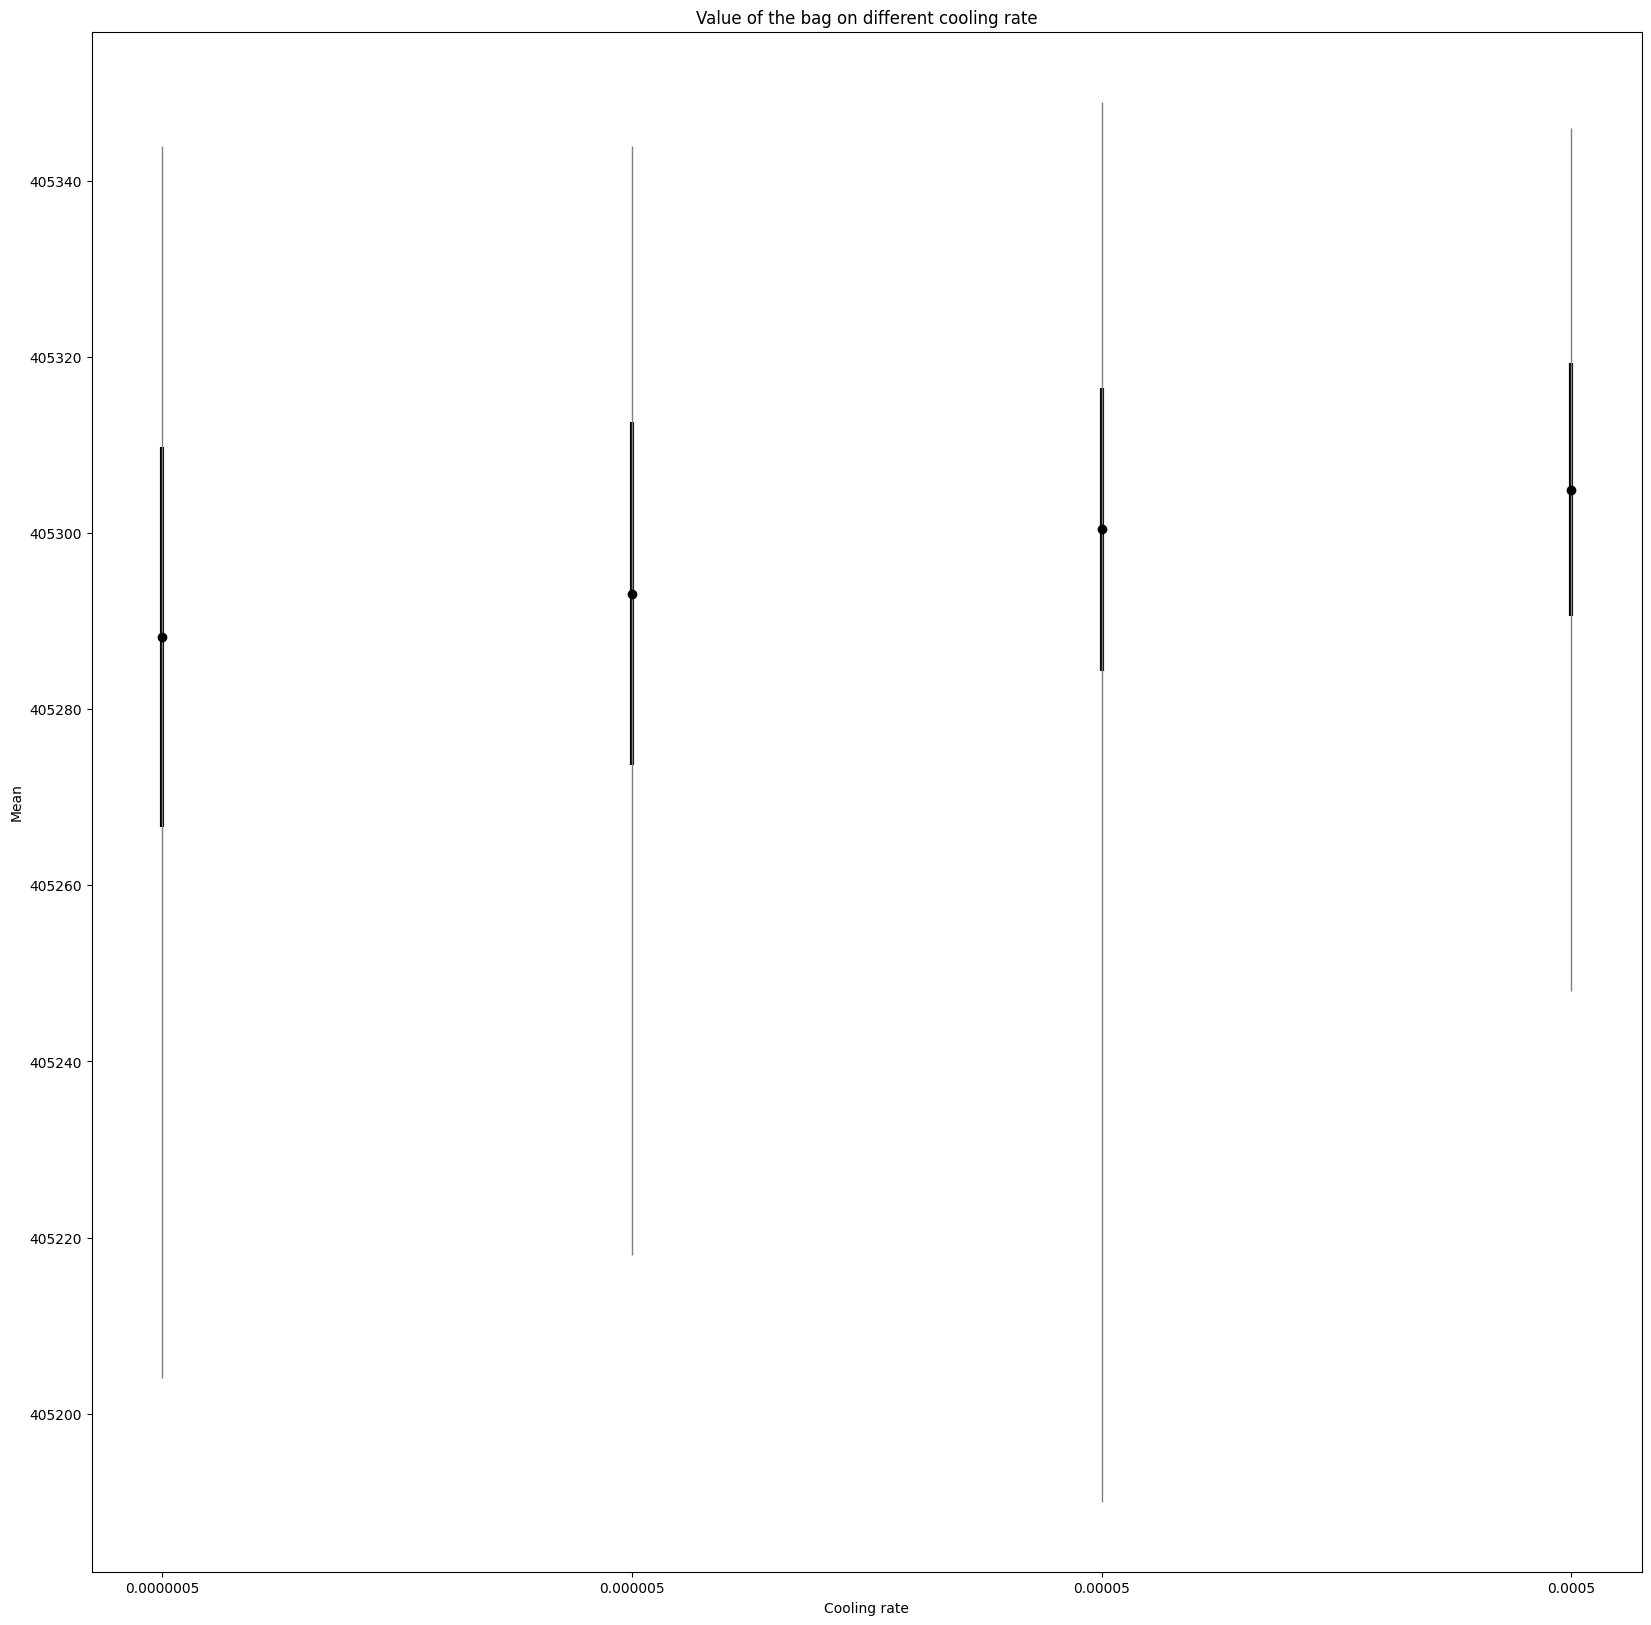 Value of the bag on different cooling rate
405340
405320
405300
405280
405260
405240
405220
405200
Mean
0.0000005 0.000005 0.00005 0.0005
Cooling rate